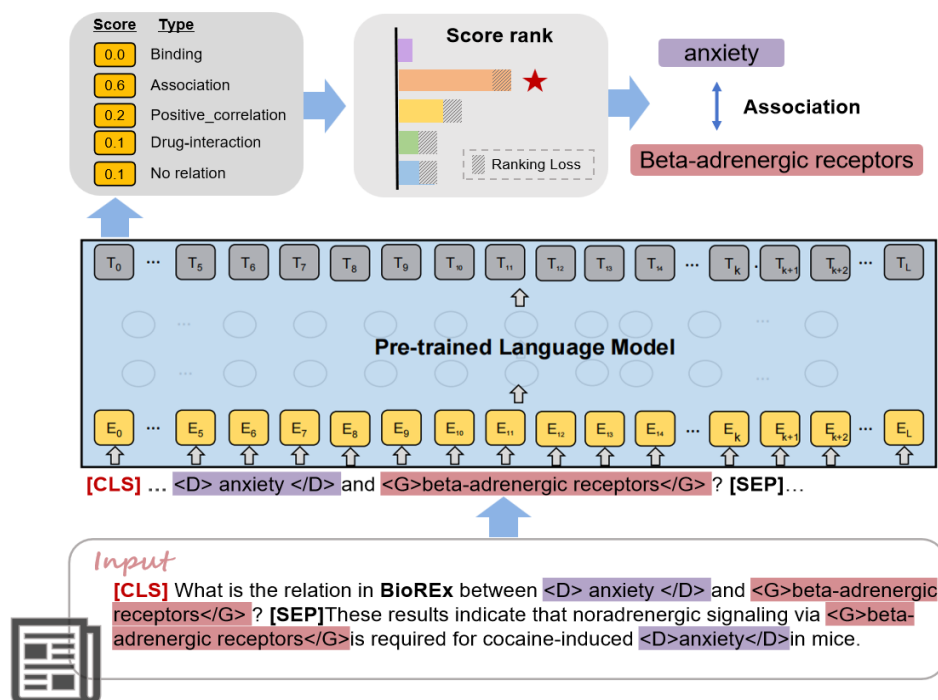 Score Type
0.0 Binding
0.6 Association
0.2 Positive_correlation
0.1 Drug-interaction
0.1 No relation
Score rank
Ranking Loss
anxiety
Association
Beta-adrenergic receptors
T0 ... T5 T6 T7 T8 T9 T10 T11 T12 T13 T14 ... Tk . Tk+1 Tk+2 ... TL
Pre-trained Language Model
E0 ... E5 E6 E7 E8 E9 E10 E11 E12 E13 E14 ... Ek Ek+1 Ek+2 ... EL
[CLS] ... <D> anxiety </D> and <G>beta-adrenergic receptors</G> ? [SEP]...
Input
[CLS] What is the relation in BioREx between <D> anxiety </D> and <G>beta-adrenergic
receptors</G> ? [SEP]These results indicate that noradrenergic signaling via <G>beta-
adrenergic receptors</G>is required for cocaine-induced <D>anxiety</D>in mice.